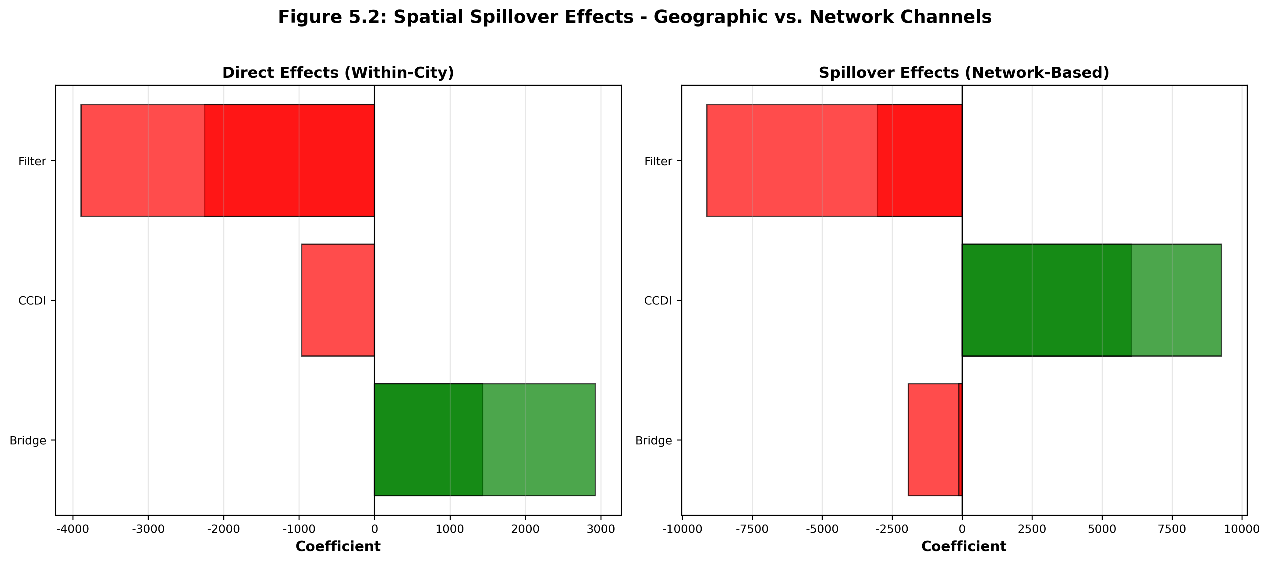 Figure 5.2: Spatial Spillover Effects - Geographic vs. Network Channels
Direct Effects (Within-City)
Filter
CCDI
Bridge
-4000 -3000 -2000 -1000 0 1000 2000 3000
Coefficient
Spillover Effects (Network-Based)
Filter
CCDI
Bridge
-10000 -7500 -5000 -2500 0 2500 5000 7500 10000
Coefficient